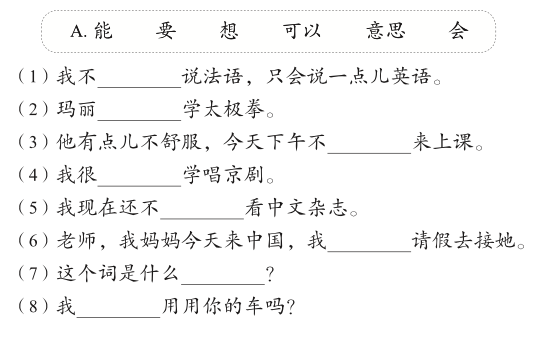 A. 能 要 想 可以 意思 会
（1）我不________说法语，只会说一点儿英语。
（2）玛丽________学太极拳。
（3）他有点儿不舒服，今天下午不________来上课。
（4）我很________学唱京剧。
（5）我现在还不________看中文杂志。
（6）老师，我妈妈今天来中国，我________请假去接她。
（7）这个词是什么________？
（8）我________用用你的车吗？